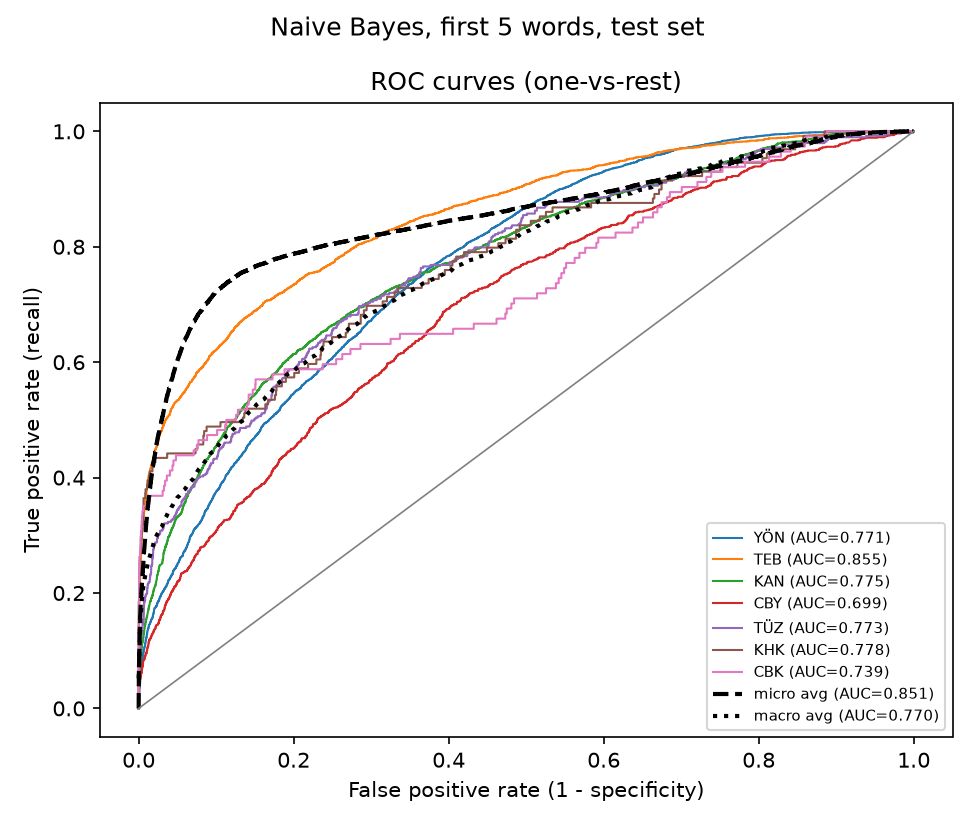 Naive Bayes, first 5 words, test set
ROC curves (one-vs-rest)
True positive rate (recall)
1.0
0.8
0.6
0.4
0.2
0.0
0.0 0.2 0.4 0.6 0.8 1.0
False positive rate (1 - specificity)
YÖN (AUC=0.771)
TEB (AUC=0.855)
KAN (AUC=0.775)
CBY (AUC=0.699)
TÜZ (AUC=0.773)
KHK (AUC=0.778)
CBK (AUC=0.739)
micro avg (AUC=0.851)
macro avg (AUC=0.770)